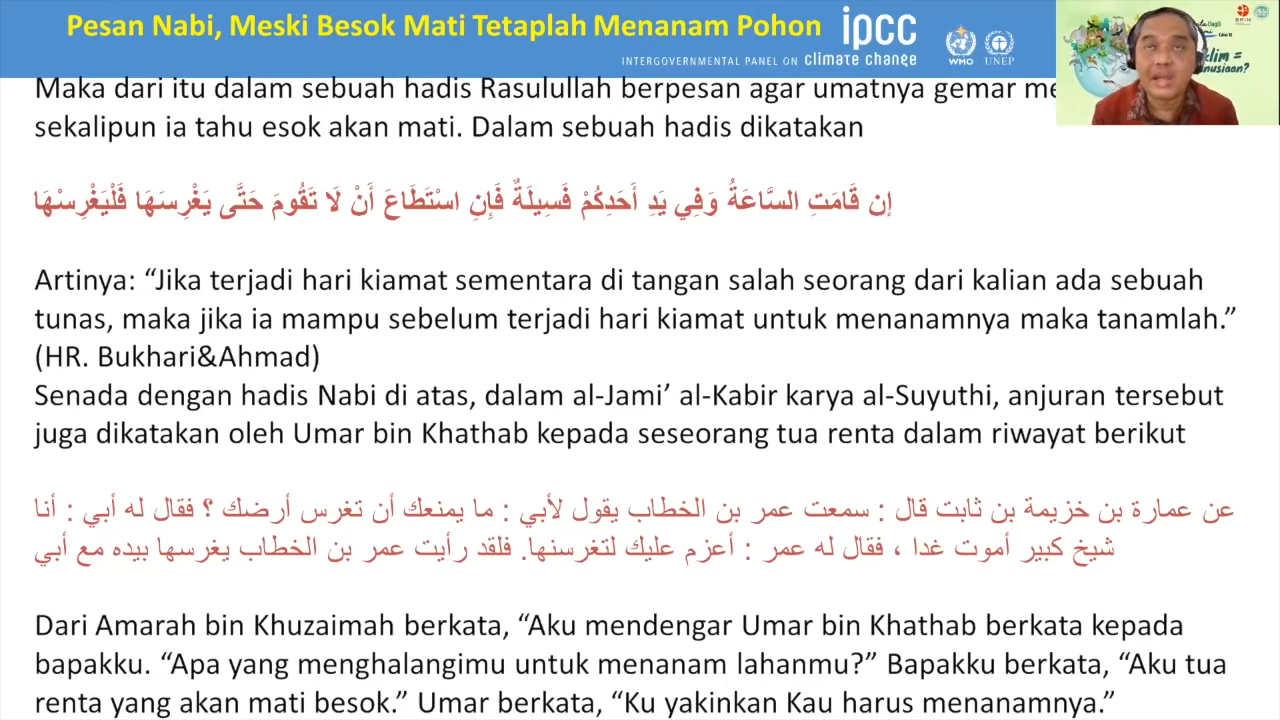 Pesan Nabi, Meski Besok Mati Tetaplah Menanam Pohon
ipcc
INTERGOVERNMENTAL PANEL ON climate change
WMO
UNEP
Maka dari itu dalam sebuah hadis Rasulullah berpesan agar umatnya gemar
sekalipun ia tahu esok akan mati. Dalam sebuah hadis dikatakan
إن قَامَتِ السَّاعَةُ وَفِي يَدِ أَحَدِكُمْ فَسِيلَةٌ فَإِنِ اسْتَطَاعَ أَنْ لَا تَقُومَ حَتَّى يَغْرِسَهَا فَلْيَغْرِسْهَا
Artinya: “Jika terjadi hari kiamat sementara di tangan salah seorang dari kalian ada sebuah
tunas, maka jika ia mampu sebelum terjadi hari kiamat untuk menanamnya maka tanamlah.”
(HR. Bukhari&Ahmad)
Senada dengan hadis Nabi di atas, dalam al-Jami’ al-Kabir karya al-Suyuthi, anjuran tersebut
juga dikatakan oleh Umar bin Khathab kepada seseorang tua renta dalam riwayat berikut
عن عمارة بن خزيمة بن ثابت قال : سمعت عمر بن الخطاب يقول لأبي : ما يمنعك أن تغرس أرضك ؟ فقال له أبي : أنا
شيخ كبير أموت غدا ، فقال له عمر : أعزم عليك لتغرسنها. فلقد رأيت عمر بن الخطاب يغرسها بيده مع أبي
Dari Amarah bin Khuzaimah berkata, “Aku mendengar Umar bin Khathab berkata kepada
bapakku. “Apa yang menghalangimu untuk menanam lahanmu?” Bapakku berkata, “Aku tua
renta yang akan mati besok.” Umar berkata, “Ku yakinkan Kau harus menanamnya.”